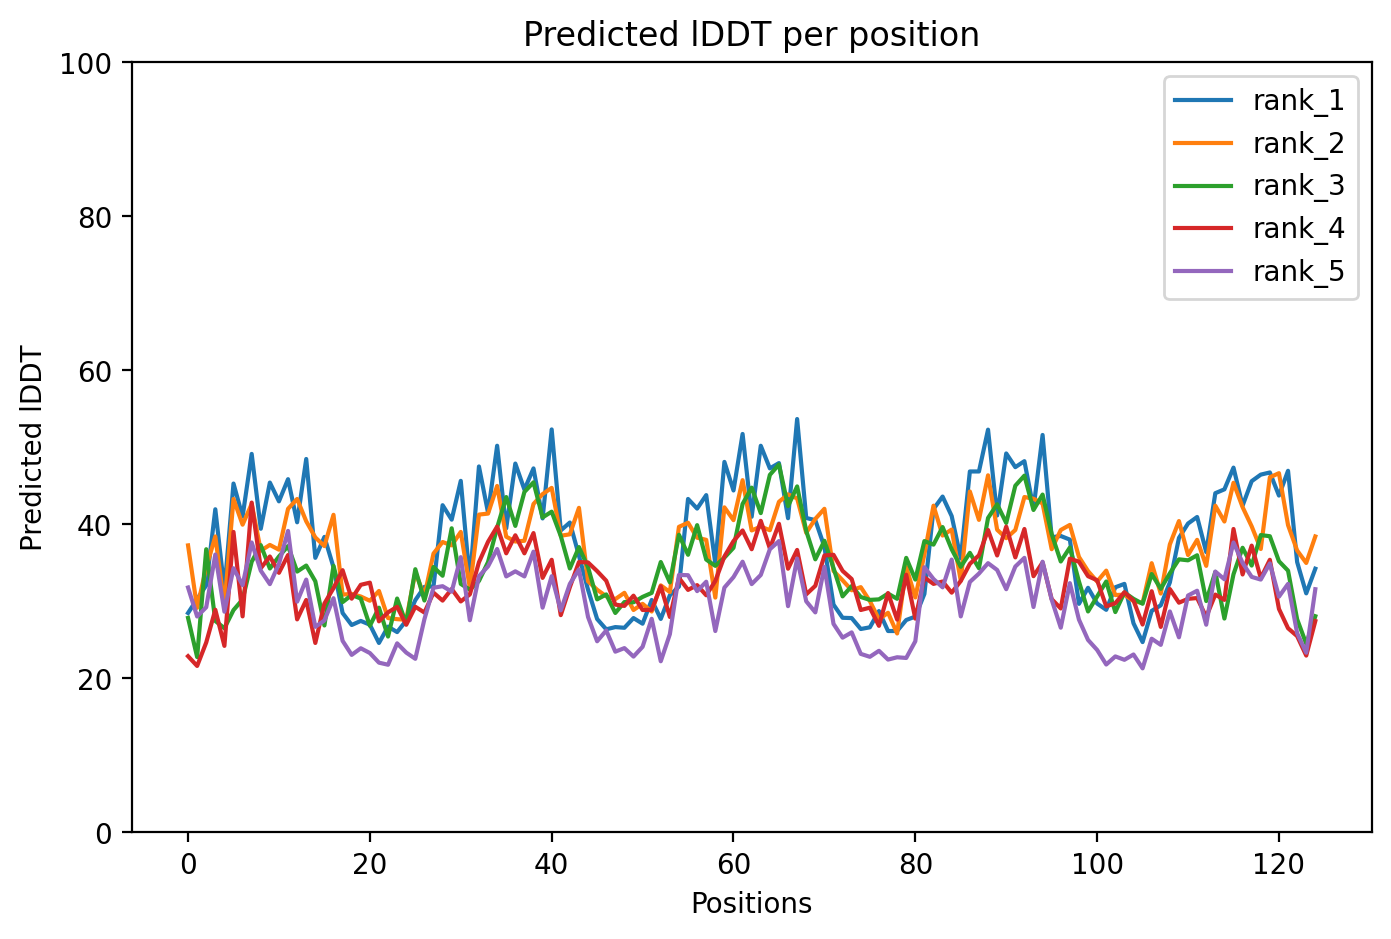 Predicted lDDT per position
100
80
60
40
20
0
Predicted lDDT
0 20 40 60 80 100 120
Positions
rank_1
rank_2
rank_3
rank_4
rank_5